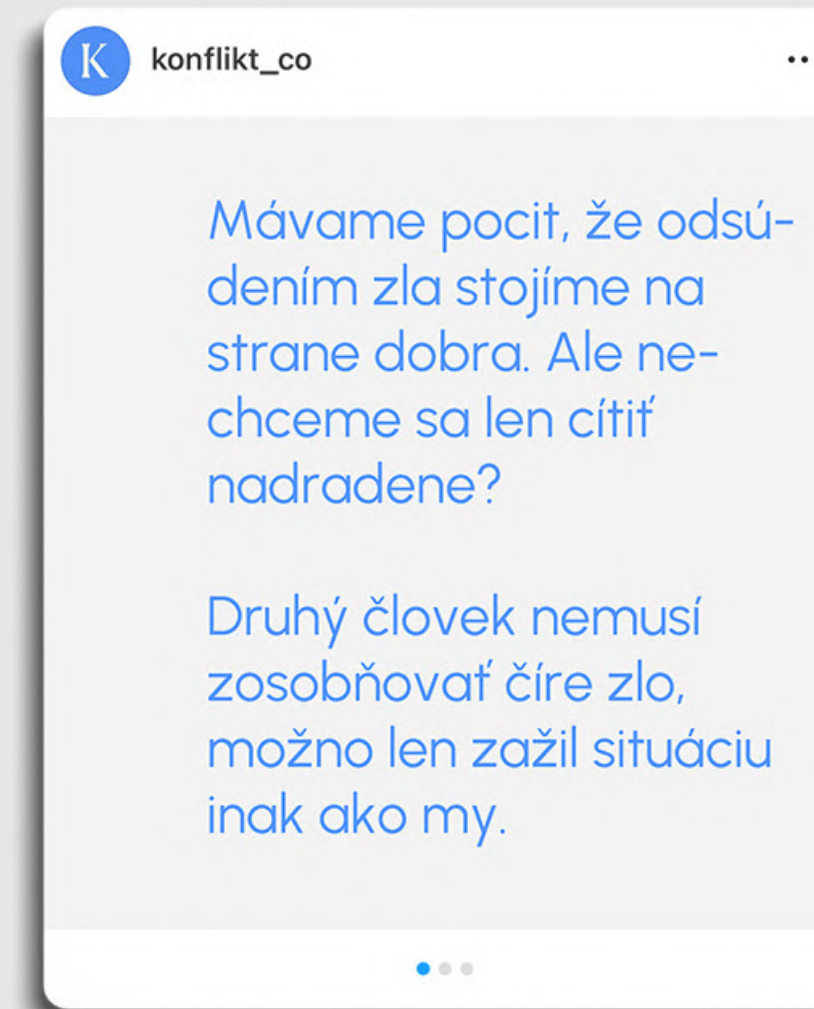 K
konflikt_co
Mávame pocit, že odsú-
dením zla stojíme na
strane dobra. Ale ne-
chceme sa len cítiť
nadradene?
Druhý človek nemusí
zosobňovať číre zlo,
možno len zažil situáciu
inak ako my.